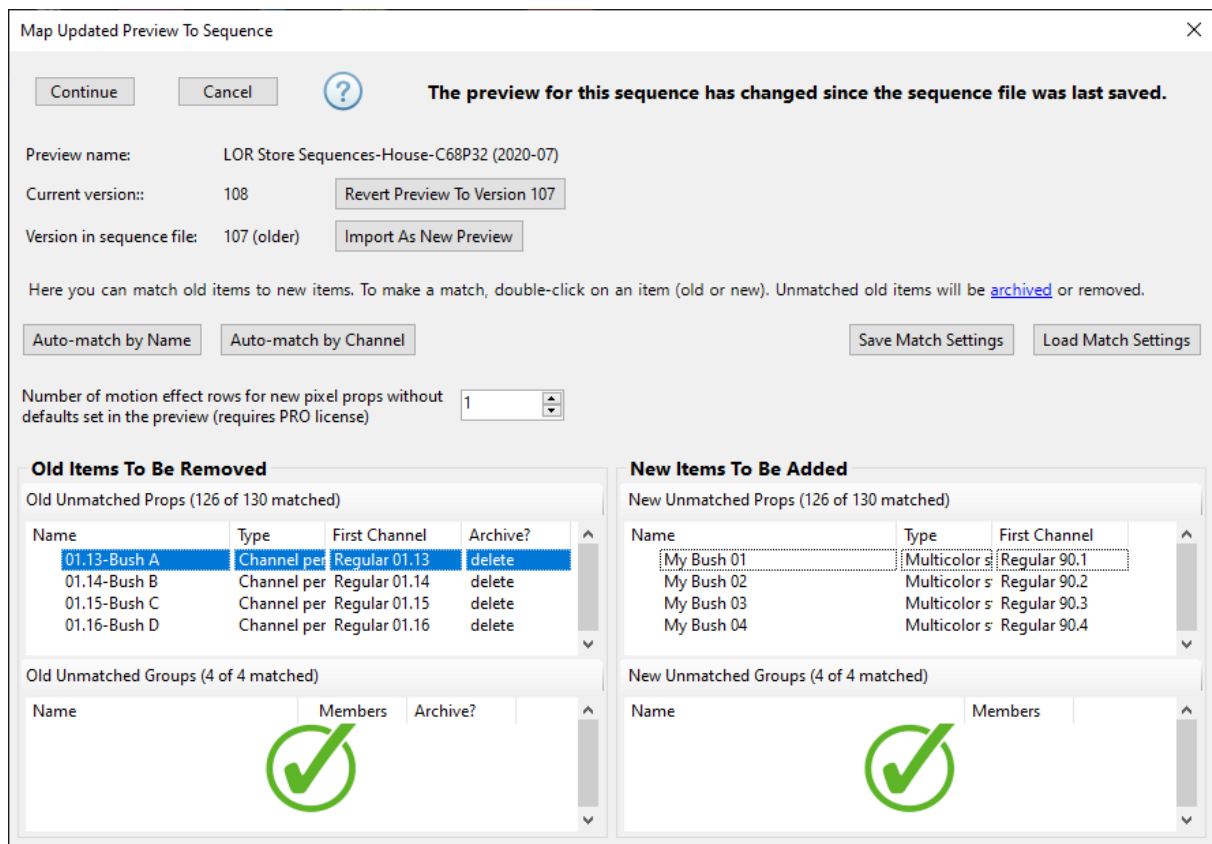 Map Updated Preview To Sequence
Continue
Cancel
?
The preview for this sequence has changed since the sequence file was last saved.
Preview name:
LOR Store Sequences-House-C68P32 (2020-07)
Current version::
108
Revert Preview To Version 107
Version in sequence file:
107 (older)
Import As New Preview
Here you can match old items to new items. To make a match, double-click on an item (old or new). Unmatched old items will be archived or removed.
Auto-match by Name
Auto-match by Channel
Save Match Settings
Load Match Settings
Number of motion effect rows for new pixel props without
defaults set in the preview (requires PRO license)
1
Old Items To Be Removed
Old Unmatched Props (126 of 130 matched)
Name Type First Channel Archive?
01.13-Bush A Channel per Regular 01.13 delete
01.14-Bush B Channel per Regular 01.14 delete
01.15-Bush C Channel per Regular 01.15 delete
01.16-Bush D Channel per Regular 01.16 delete
Old Unmatched Groups (4 of 4 matched)
Name Members Archive?
New Items To Be Added
New Unmatched Props (126 of 130 matched)
Name Type First Channel
My Bush 01 Multicolor s Regular 90.1
My Bush 02 Multicolor s Regular 90.2
My Bush 03 Multicolor s Regular 90.3
My Bush 04 Multicolor s Regular 90.4
New Unmatched Groups (4 of 4 matched)
Name Members